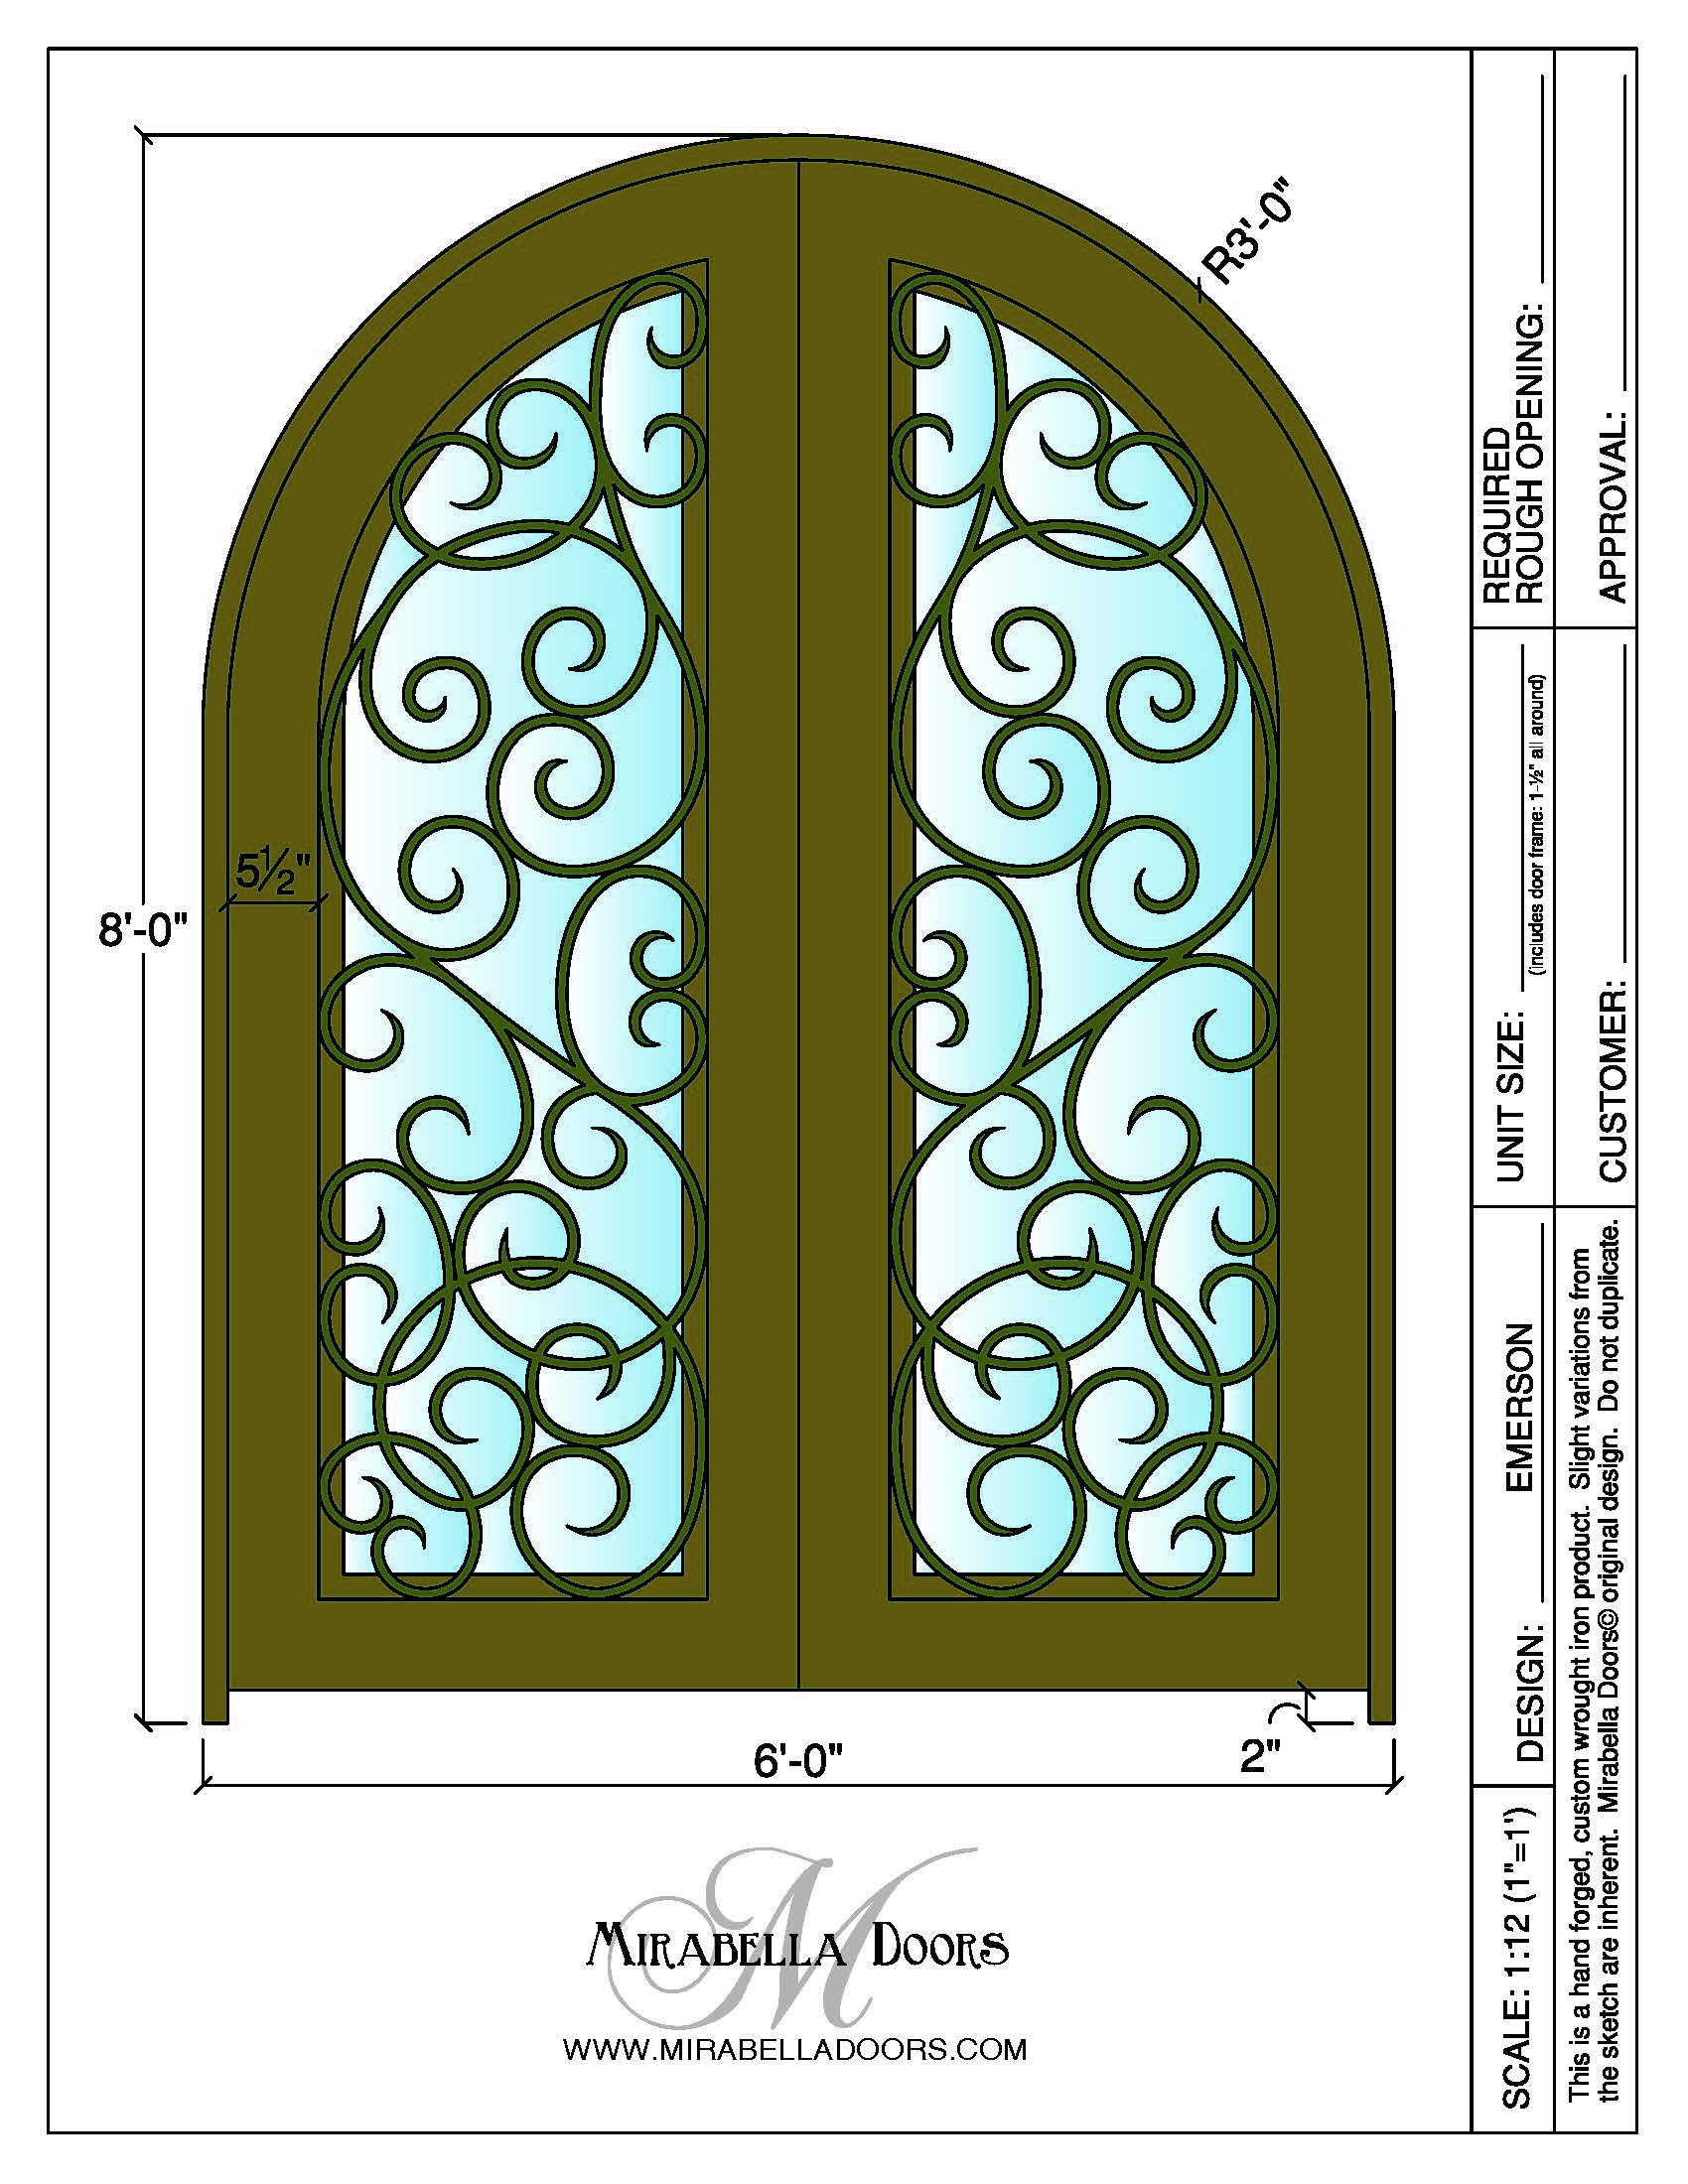 R3'-0"
5½"
8'-0"
2"
6'-0"
MIRABELLA DOORS
M
WWW.MIRABELLADOORS.COM
SCALE: 1:12 (1"=1')
DESIGN: EMERSON
UNIT SIZE:
(includes door frame: 1-½" all around)
REQUIRED
ROUGH OPENING:
This is a hand forged, custom wrought iron product. Slight variations from
the sketch are inherent. Mirabella Doors© original design. Do not duplicate.
CUSTOMER:
APPROVAL: